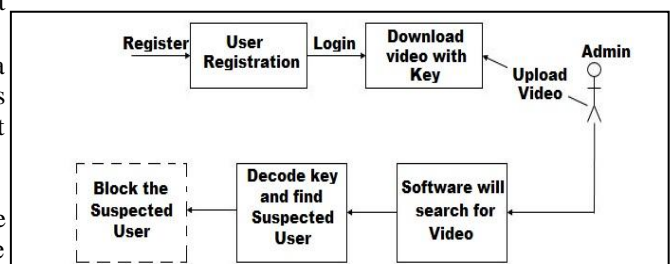 Register
User
Registration
Login
Download
video with
Key
Upload
Video
Admin
Block the
Suspected
User
Decode key
and find
Suspected
User
Software will
search for
Video